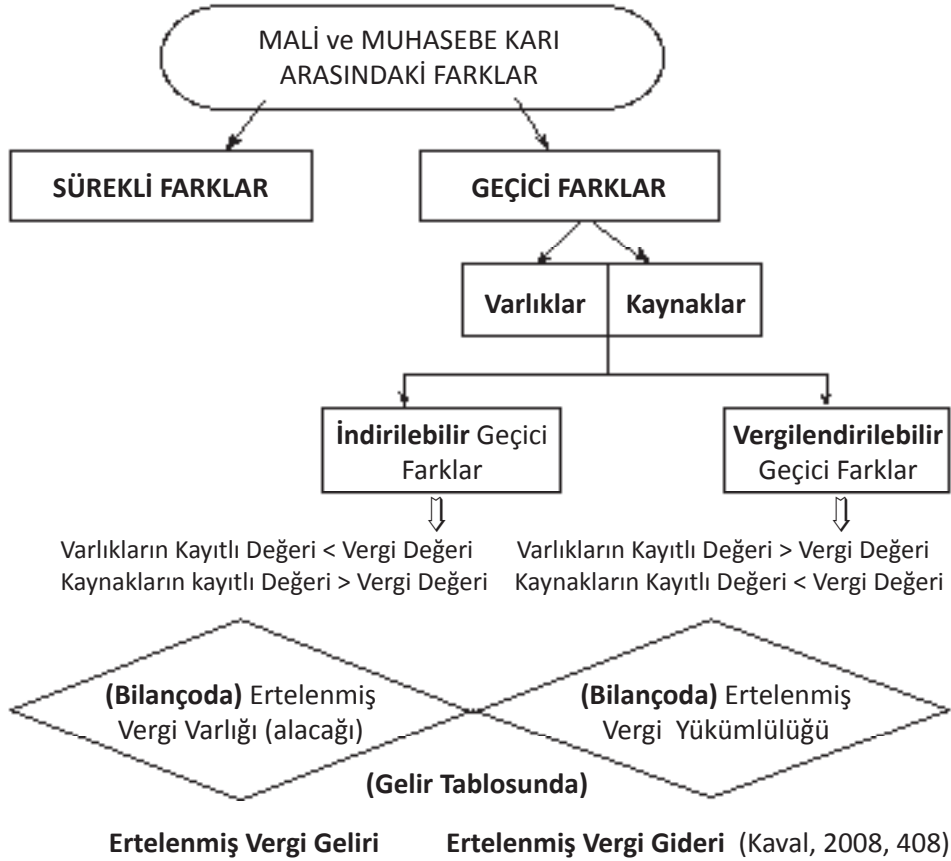 MALİ ve MUHASEBE KARI
ARASINDAKİ FARKLAR
SÜREKLİ FARKLAR
GEÇİCİ FARKLAR
Varlıklar
Kaynaklar
İndirilebilir Geçici
Farklar
Vergilendirilebilir
Geçici Farklar
Varlıkların Kayıtlı Değeri < Vergi Değeri
Kaynakların kayıtlı Değeri > Vergi Değeri
Varlıkların Kayıtlı Değeri > Vergi Değeri
Kaynakların Kayıtlı Değeri < Vergi Değeri
(Bilançoda) Ertelenmiş
Vergi Varlığı (alacağı)
(Bilançoda) Ertelenmiş
Vergi Yükümlülüğü
(Gelir Tablosunda)
Ertelenmiş Vergi Geliri
Ertelenmiş Vergi Gideri (Kaval, 2008, 408)